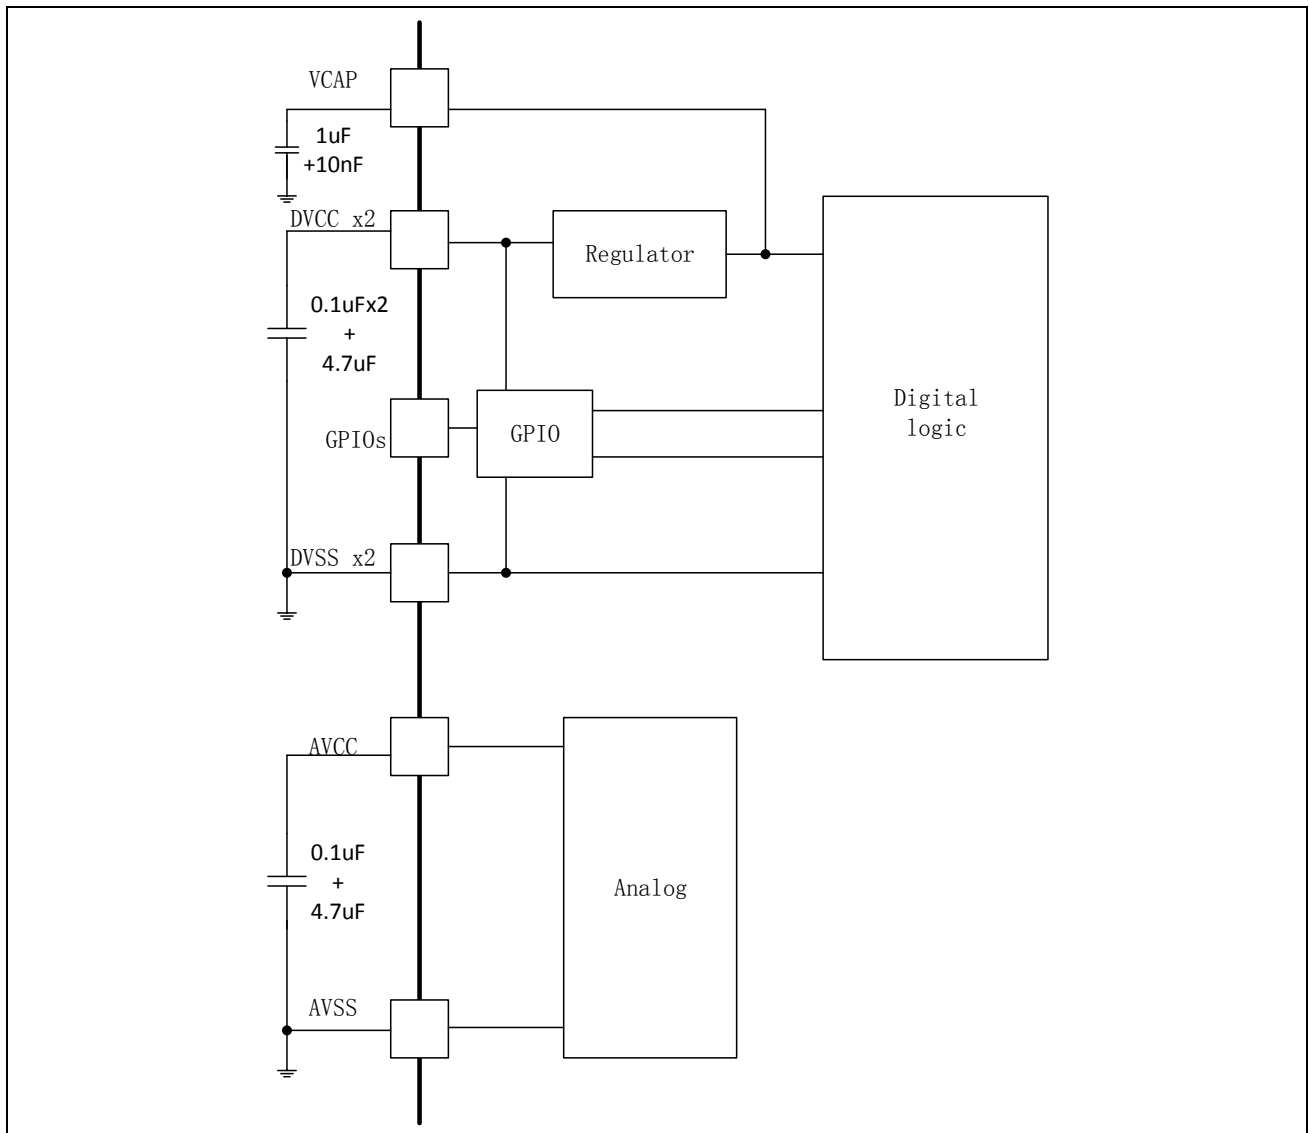 VCAP
1uF
+10nF
DVCC x2
Regulator
0.1uFx2
+
4.7uF
Digital
logic
GPIOs
GPIO
DVSS x2
AVCC
0.1uF
+
4.7uF
Analog
AVSS